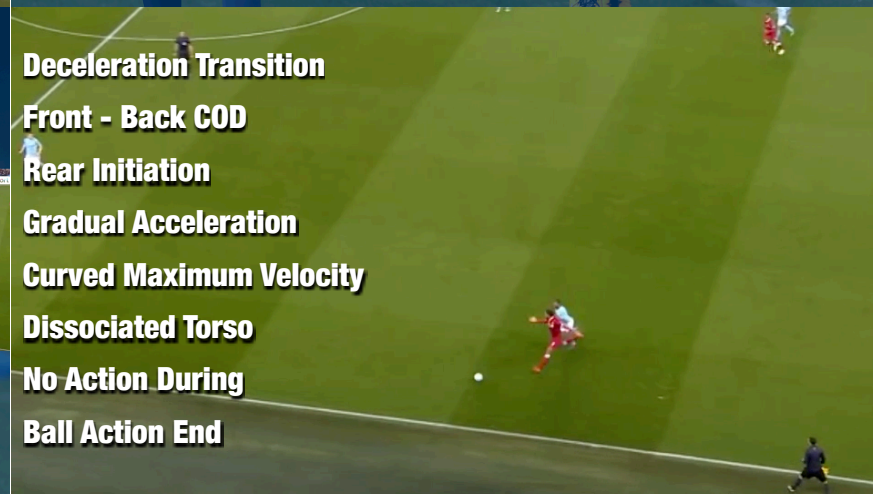 Deceleration Transition
Front - Back COD
Rear Initiation
Gradual Acceleration
Curved Maximum Velocity
Dissociated Torso
No Action During
Ball Action End